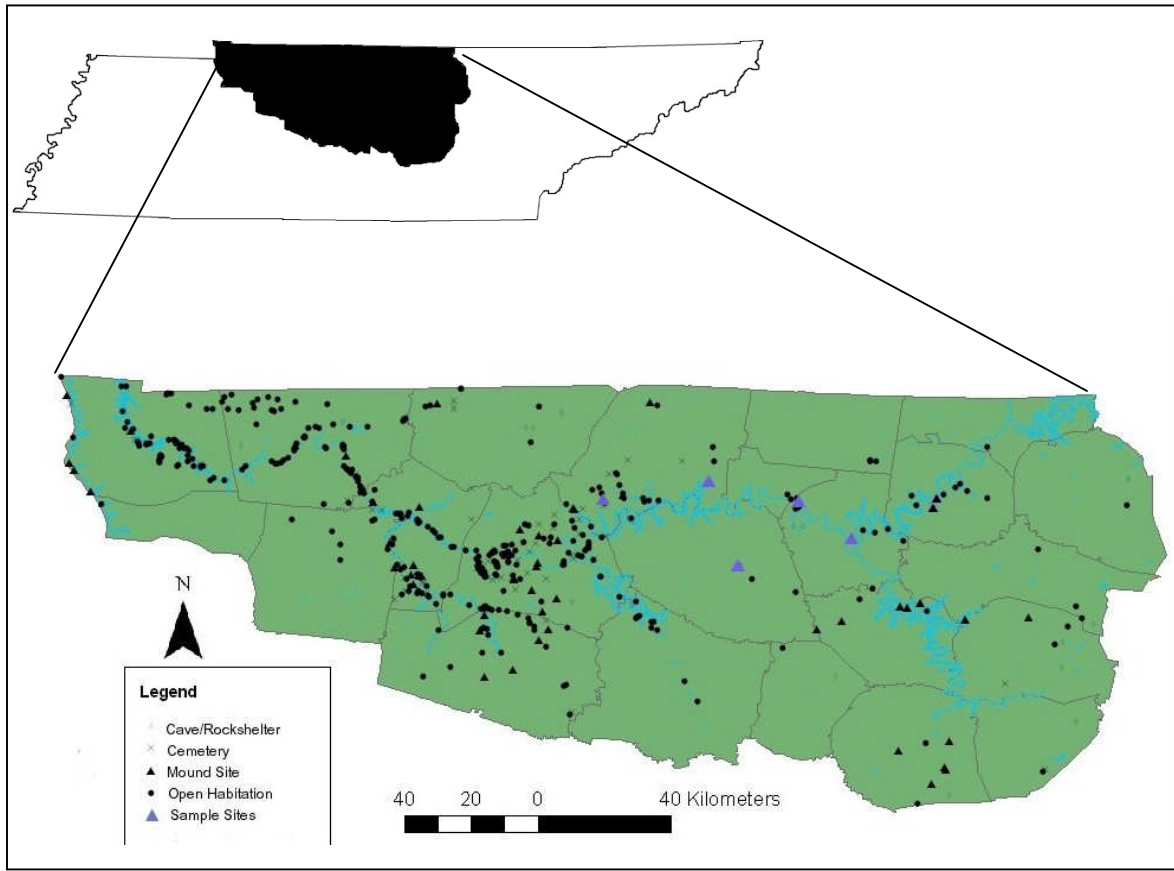 N
Legend
Cave/Rockshelter
Cemetery
Mound Site
Open Habitation
Sample Sites
40 20 0 40 Kilometers